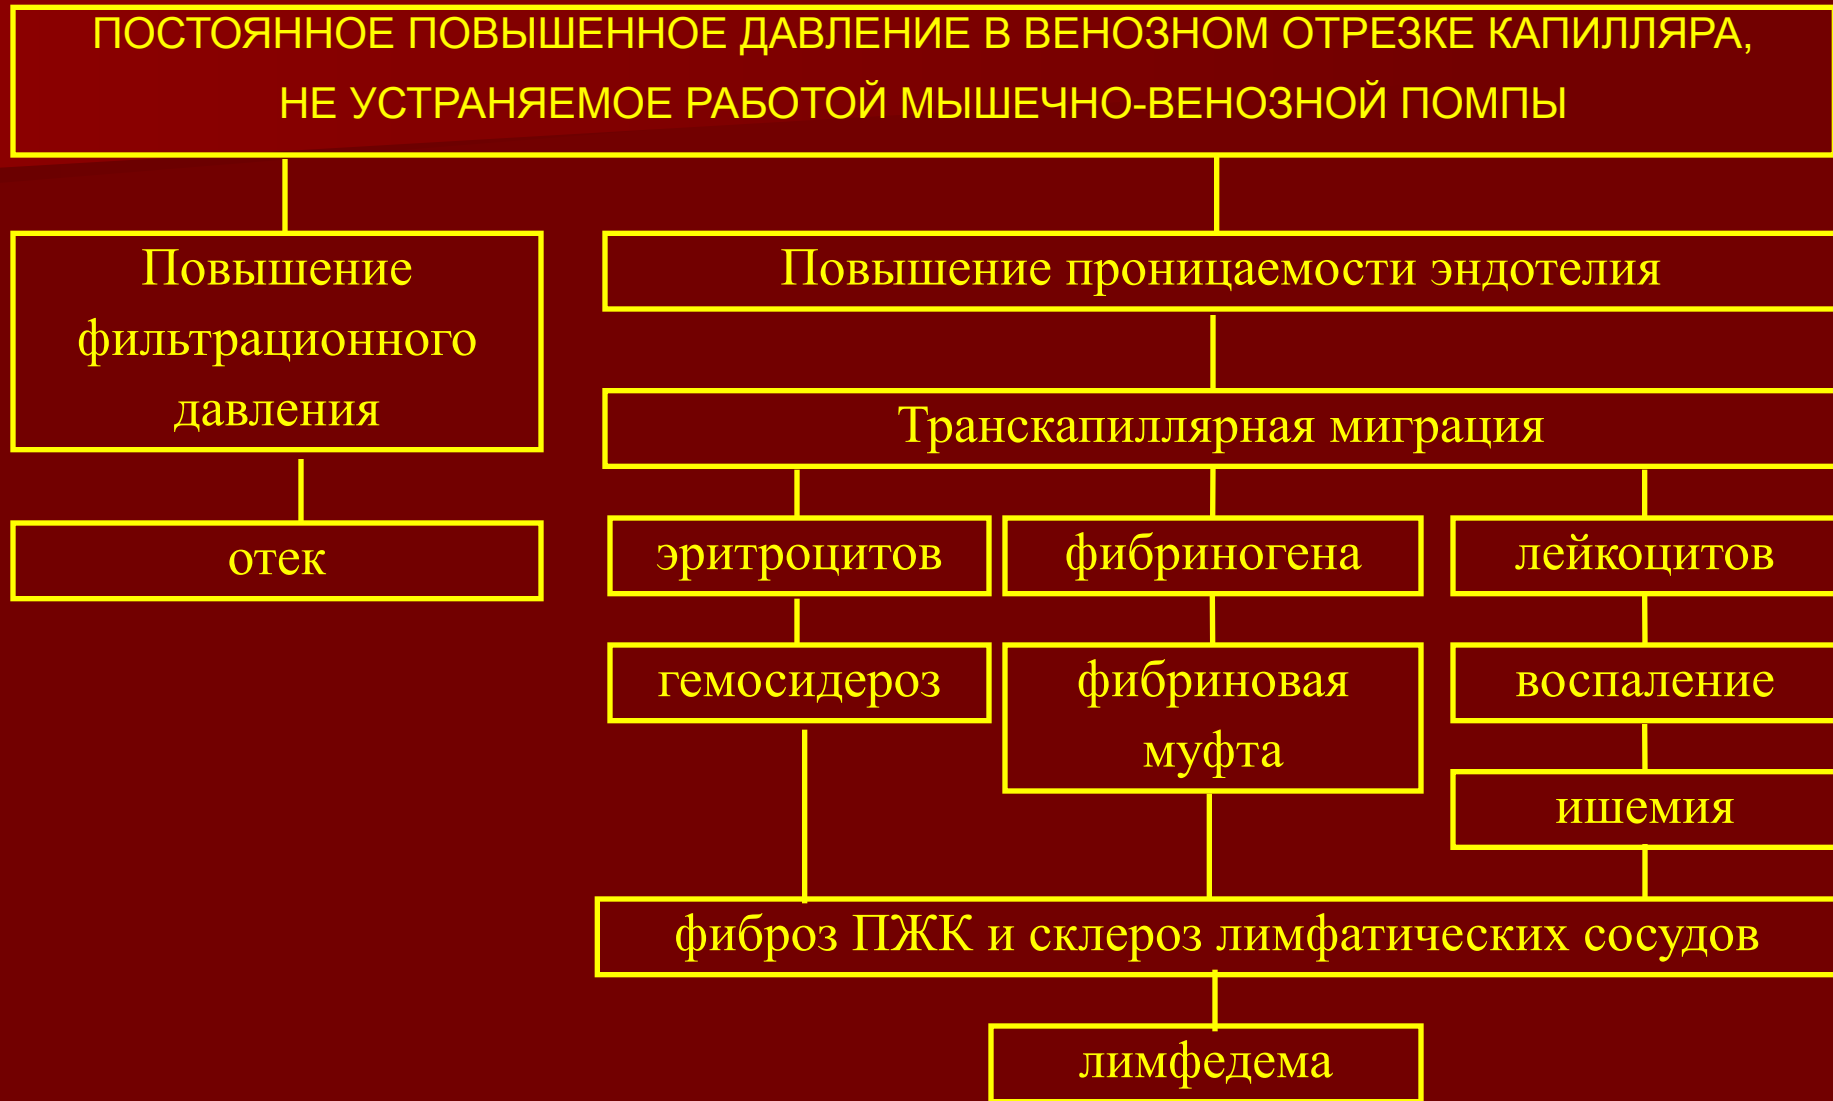 ПОСТОЯННОЕ ПОВЫШЕННОЕ ДАВЛЕНИЕ В ВЕНОЗНОМ ОТРЕЗКЕ КАПИЛЛЯРА,
НЕ УСТРАНЯЕМОЕ РАБОТОЙ МЫШЕЧНО-ВЕНОЗНОЙ ПОМПЫ
Повышение
фильтрационного
давления
отек
Повышение проницаемости эндотелия
Транскапиллярная миграция
эритроцитов
фибриногена
лейкоцитов
гемосидероз
фибриновая
муфта
воспаление
ишемия
фиброз ПЖК и склероз лимфатических сосудов
лимфедема